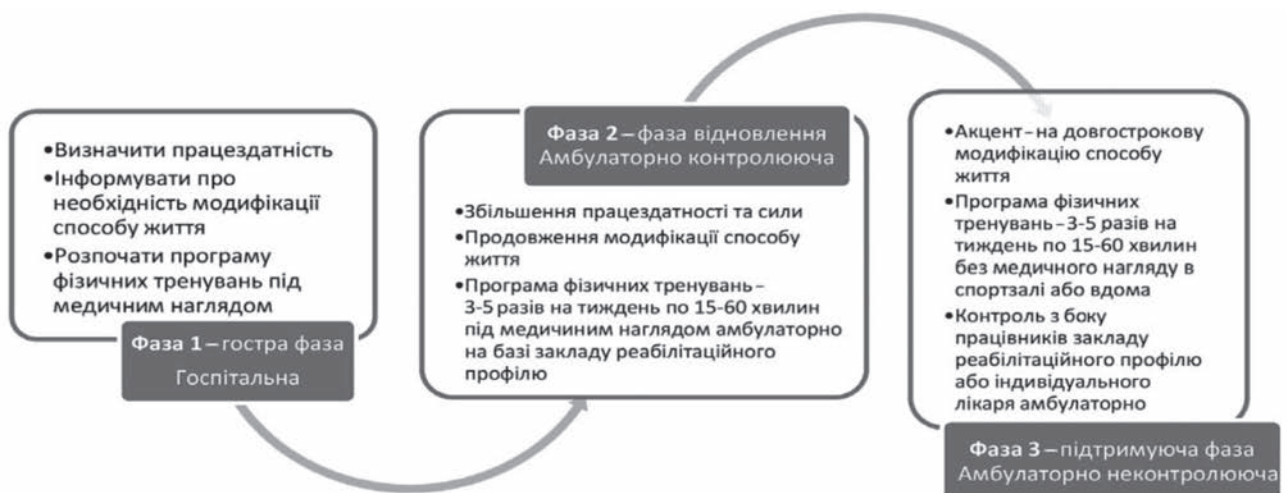 •Визначити працездатність
•Інформувати про
необхідність модифікації
способу життя
•Розпочати програму
фізичних тренувань під
медичним наглядом
Фаза 1 – гостра фаза
Госпітальна
Фаза 2 – фаза відновлення
Амбулаторно контролююча
•Збільшення працездатності та сили
•Продовження модифікації способу
життя
•Програма фізичних тренувань –
3-5 разів на тиждень по 15-60 хвилин
під медичиним наглядом амбулаторно
на базі закладу реабілітаційного
профілю
•Акцент – на довгострокову
модифікацію способу
життя
•Програма фізичних
тренувань – 3-5 разів на
тиждень по 15-60 хвилин
без медичного нагляду в
спортзалі або вдома
•Контроль з боку
працівників закладу
реабілітаційного профілю
або індивідуального
лікаря амбулаторно
Фаза 3 – підтримуюча фаза
Амбулаторно неконтролююча